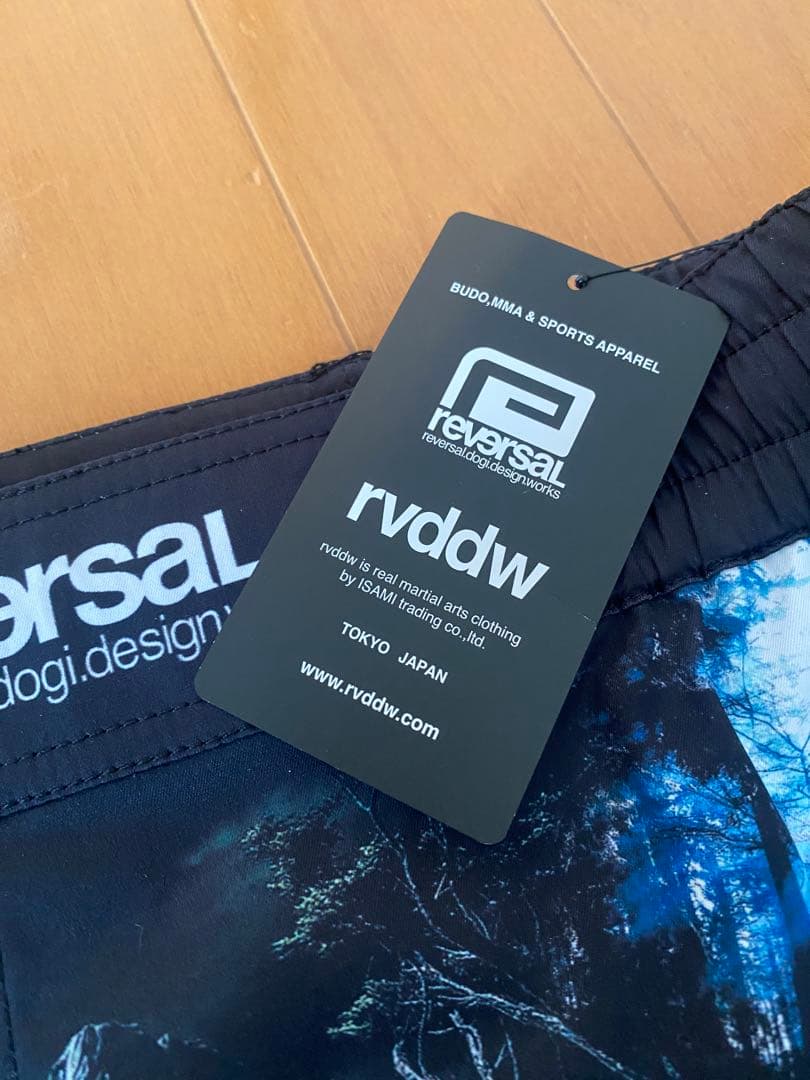 BUDO,MMA & SPORTS APPAREL
reversal
reversal.dogi.design.works
rvddw
rvddw is real martial arts clothing
by ISAMI trading co.,ltd.
TOKYO JAPAN
www.rvddw.com
ersal
dogi.design